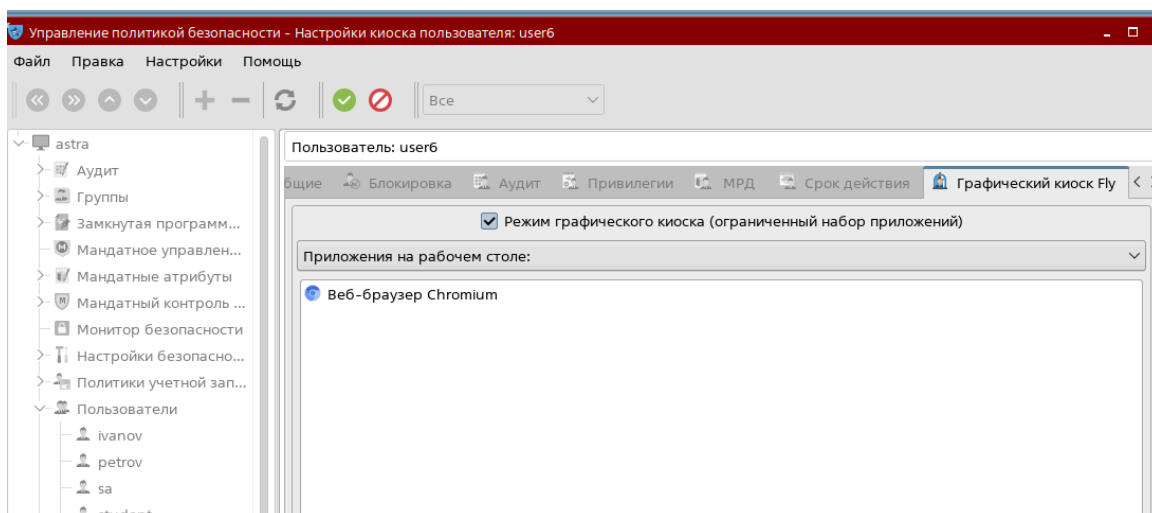 Управление политикой безопасности - Настройки киоска пользователя: user6
Файл Правка Настройки Помощь
Все
astra
Аудит
Группы
Замкнутая программ...
Мандатное управлен...
Мандатные атрибуты
Мандатный контроль ...
Монитор безопасности
Настройки безопасно...
Политики учетной зап...
Пользователи
ivanov
petrov
sa
student
Пользователь: user6
бщие Блокировка Аудит Привилегии МРД Срок действия Графический киоск Fly
Режим графического киоска (ограниченный набор приложений)
Приложения на рабочем столе:
Веб-браузер Chromium